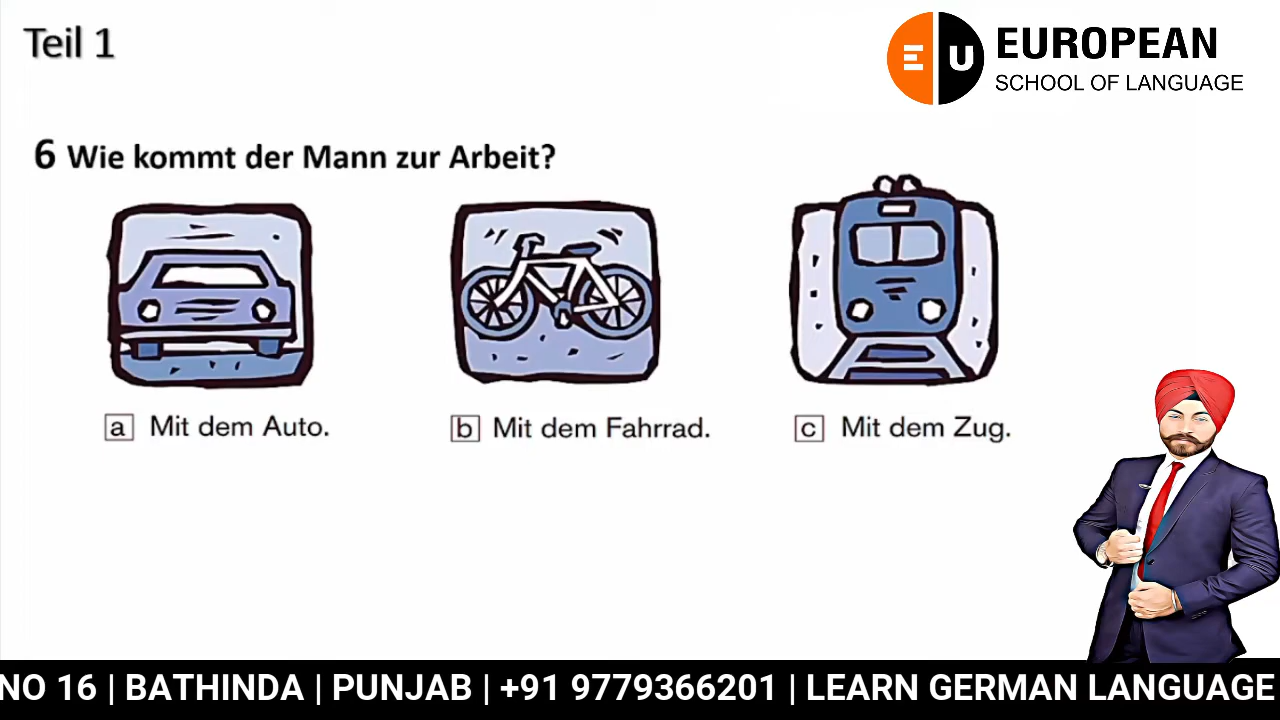 Teil 1
E U EUROPEAN
SCHOOL OF LANGUAGE
6 Wie kommt der Mann zur Arbeit?
a Mit dem Auto.
b Mit dem Fahrrad.
c Mit dem Zug.
NO 16 | BATHINDA | PUNJAB | +91 9779366201 | LEARN GERMAN LANGUAGE